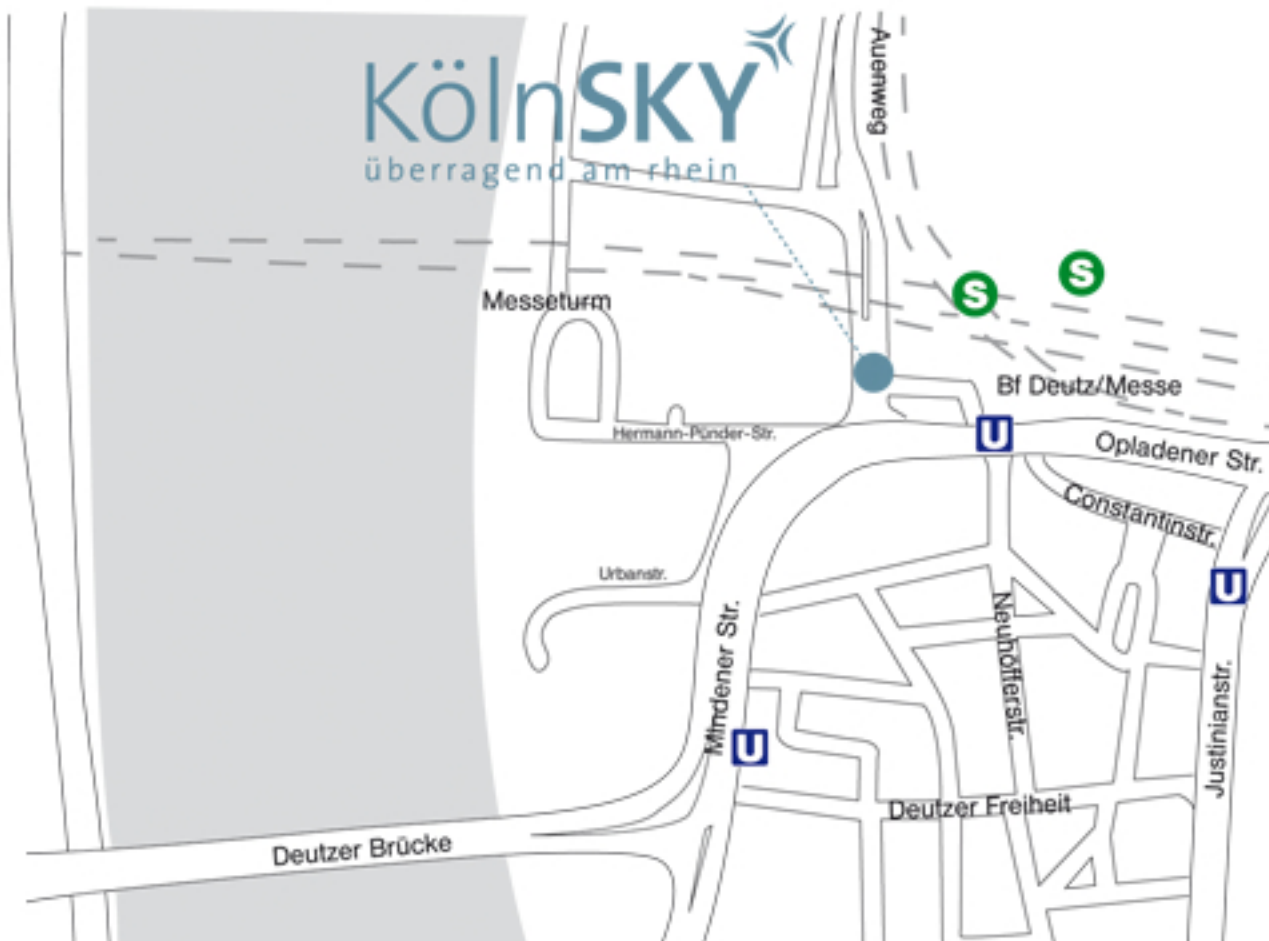 KölnSKY
überragend am rhein
Auenweg
S
S
Messeturm
Bf Deutz/Messe
Hermann-Pünder-Str.
U
Opladener Str.
Constantinstr.
Urbanstr.
U
Neuhöfferstr.
Mindener Str.
Justinianstr.
U
Deutzer Freiheit
Deutzer Brücke